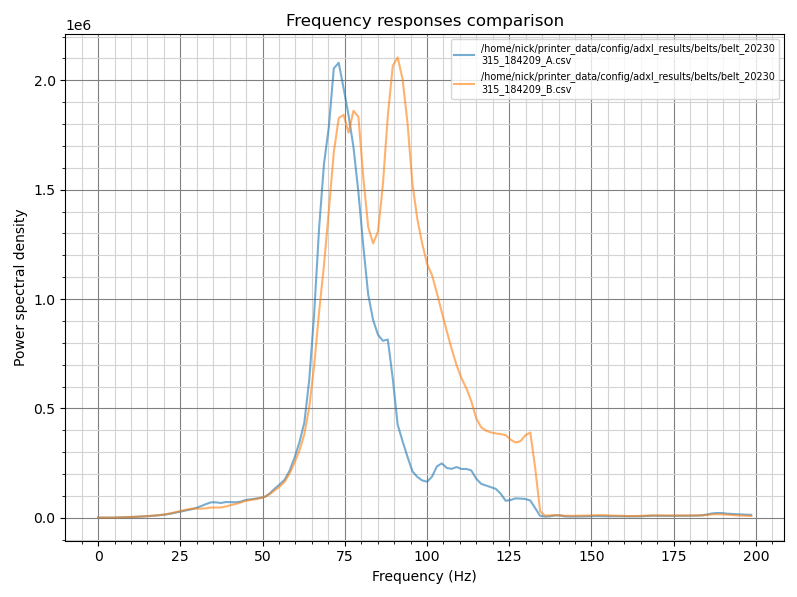 Frequency responses comparison
1e6
/home/nick/printer_data/config/adxl_results/belts/belt_20230
315_184209_A.csv
/home/nick/printer_data/config/adxl_results/belts/belt_20230
315_184209_B.csv
Power spectral density
2.0
1.5
1.0
0.5
0.0
0 25 50 75 100 125 150 175 200
Frequency (Hz)